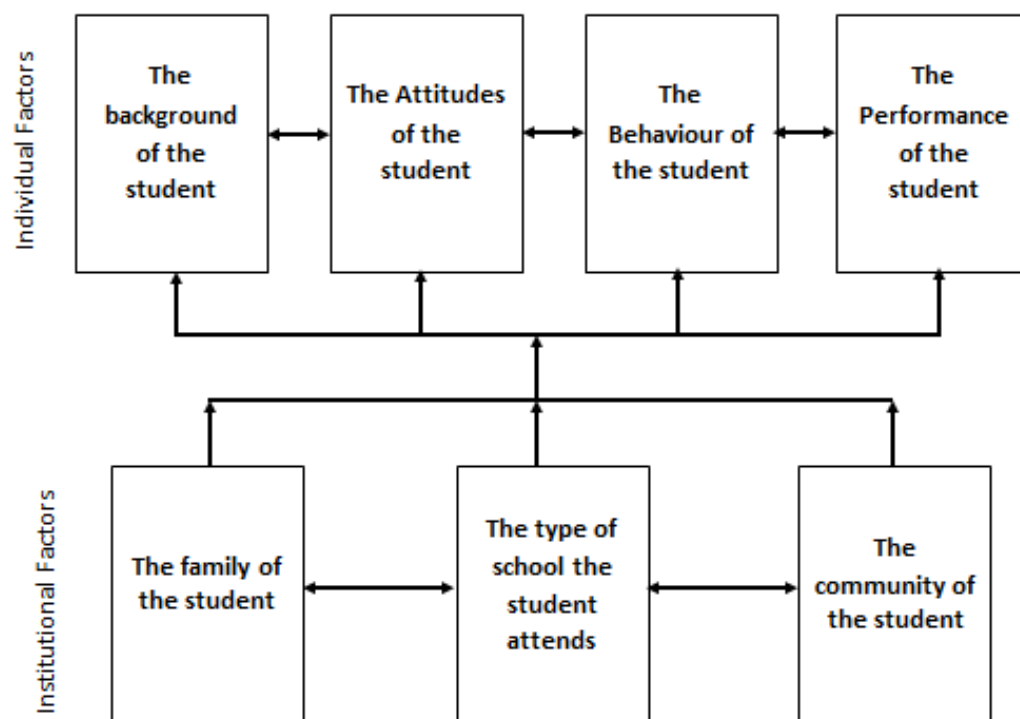 Individual Factors
The
background
of the
student
The Attitudes
of the
student
The
Behaviour of
the student
The
Performance
of the
student
Institutional Factors
The family of
the student
The type of
school the
student
attends
The
community of
the student